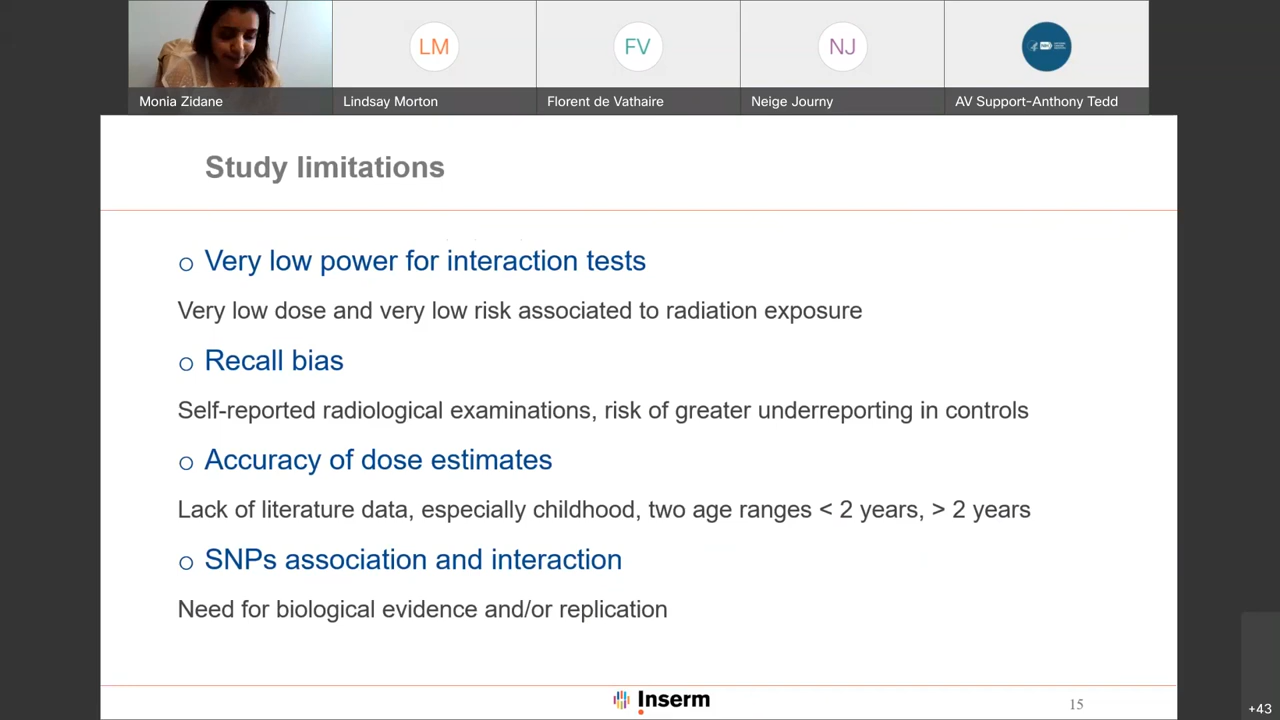 LM
FV
NJ
Monia Zidane
Lindsay Morton
Florent de Vathaire
Neige Journy
AV Support-Anthony Tedd
Study limitations
o Very low power for interaction tests
Very low dose and very low risk associated to radiation exposure
o Recall bias
Self-reported radiological examinations, risk of greater underreporting in controls
o Accuracy of dose estimates
Lack of literature data, especially childhood, two age ranges < 2 years, > 2 years
o SNPs association and interaction
Need for biological evidence and/or replication
Inserm
15
+43